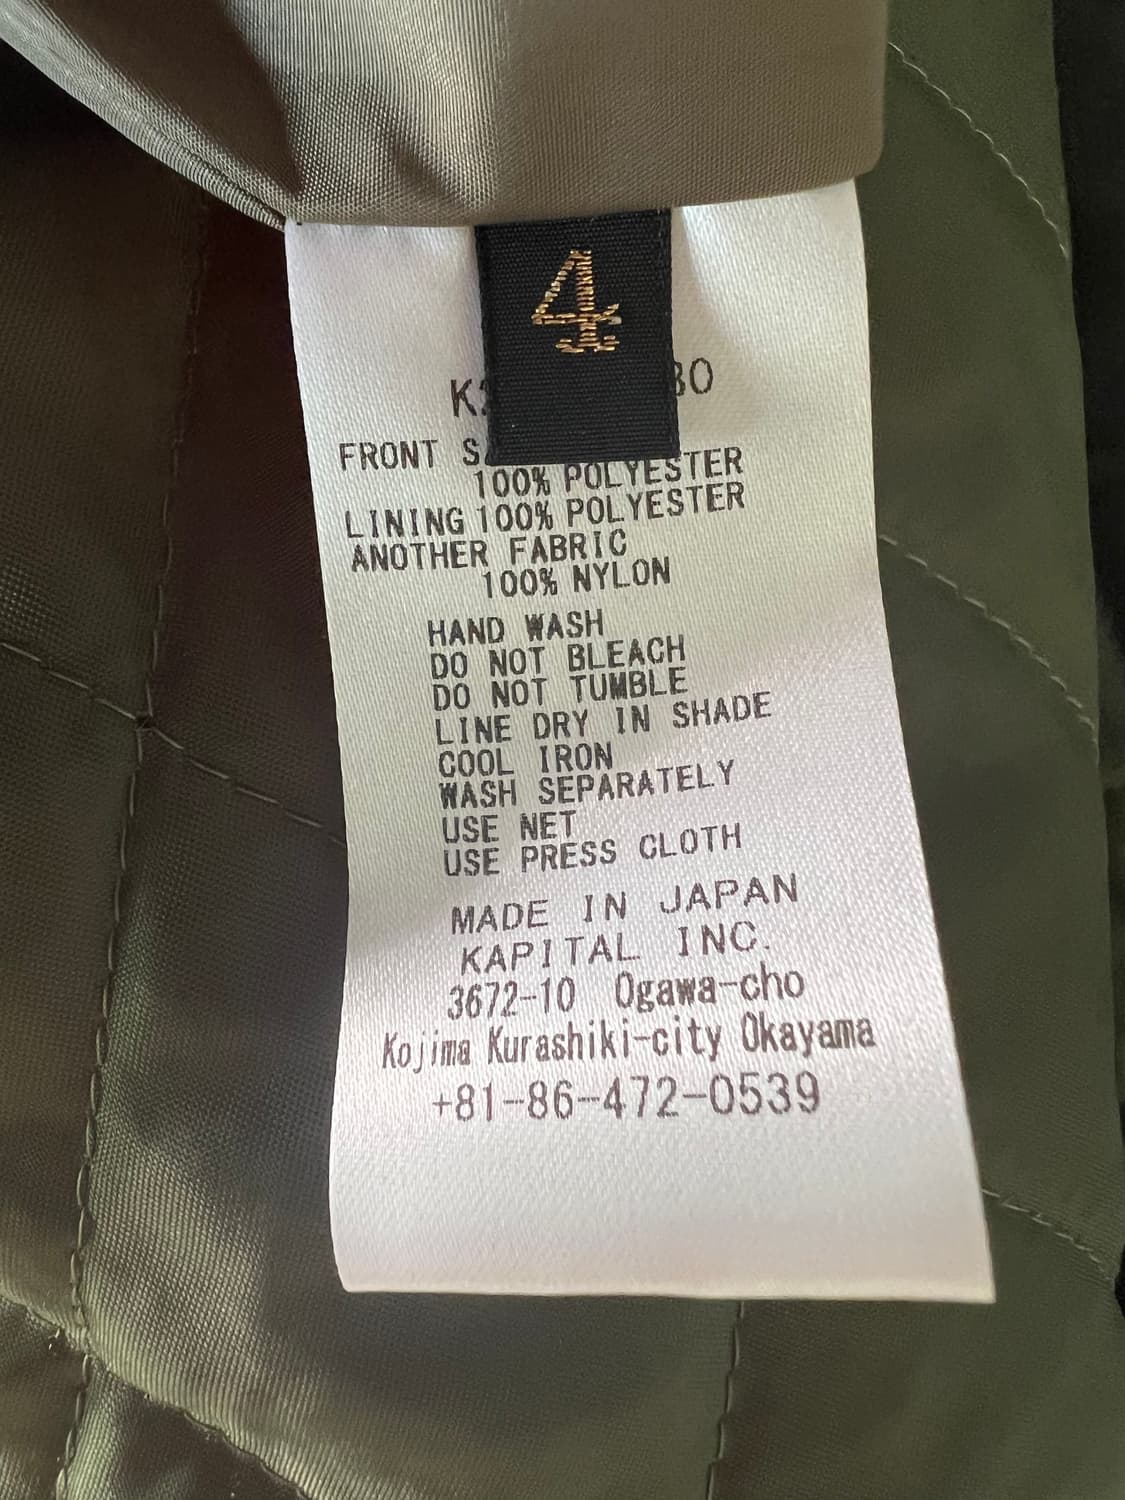 4
FRONT
100% POLYESTER
LINING 100% POLYESTER
ANOTHER FABRIC
100% NYLON
HAND WASH
DO NOT BLEACH
DO NOT TUMBLE
LINE DRY IN SHADE
COOL IRON
WASH SEPARATELY
USE NET
USE PRESS CLOTH
MADE IN JAPAN
KAPITAL INC.
3672-10 Ogawa-cho
Kojima Kurashiki-city Okayama
+81-86-472-0539